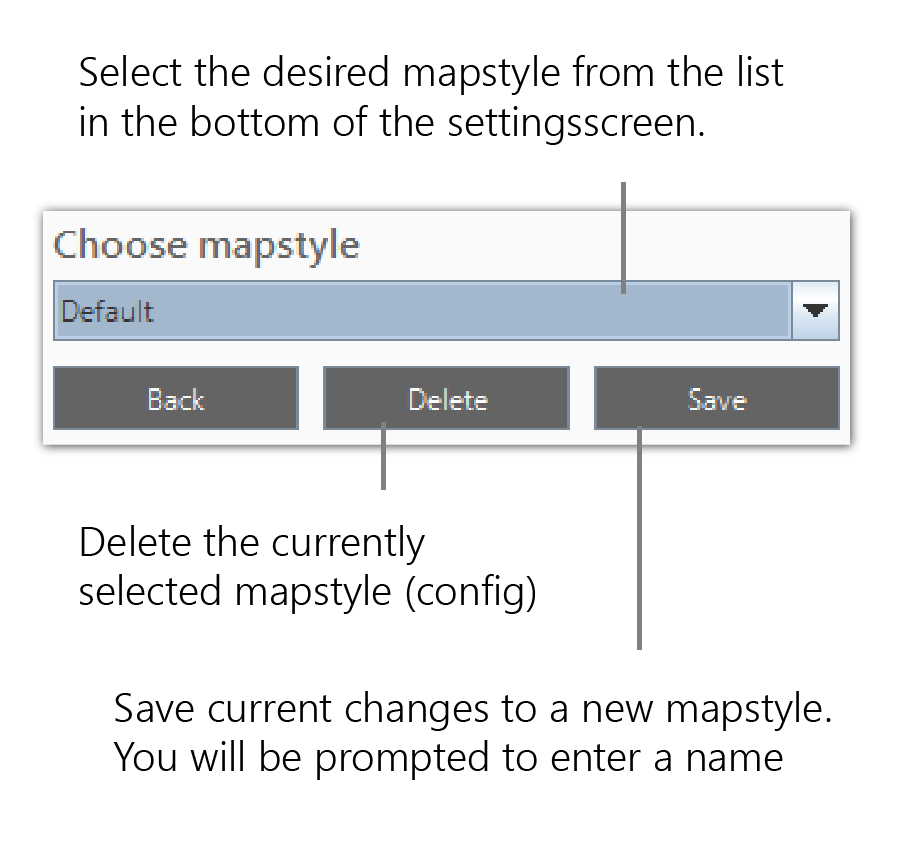 Select the desired mapstyle from the list
in the bottom of the settingsscreen.
Choose mapstyle
Default
Back
Delete
Save
Delete the currently
selected mapstyle (config)
Save current changes to a new mapstyle.
You will be prompted to enter a name